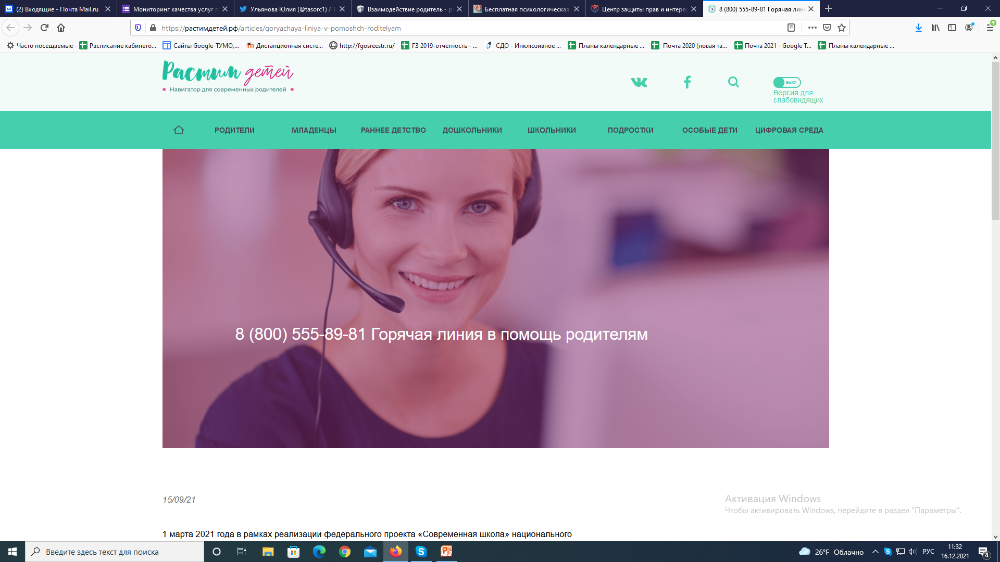 (2) Входящие - Почта Mail.ru
Мониторинг качества услуг п
Ульянова Юлия (@tasorc1) / Т
Взаимодействие родитель - р
Бесплатная психологическая
Центр защиты прав и интере
8 (800) 555-89-81 Горячая лин
https://растимдетей.рф/articles/goryachaya-liniya-v-pomoshch-roditelyam
Часто посещаемые
Расписание кабинето...
Сайты Google-ТУМО,...
Дистанционная систе...
http://fgosreestr.ru/
ГЗ 2019-отчётность - ...
СДО - Инклюзивное ...
Планы календарные ...
Почта 2020 (новая та...
Почта 2021 - Google Т...
Планы календарные ...
Растим детей
Навигатор для современных родителей
выкл
Версия для
слабовидящих
РОДИТЕЛИ
МЛАДЕНЦЫ
РАННЕЕ ДЕТСТВО
ДОШКОЛЬНИКИ
ШКОЛЬНИКИ
ПОДРОСТКИ
ОСОБЫЕ ДЕТИ
ЦИФРОВАЯ СРЕДА
8 (800) 555-89-81 Горячая линия в помощь родителям
15/09/21
Активация Windows
Чтобы активировать Windows, перейдите в раздел "Параметры".
1 марта 2021 года в рамках реализации федерального проекта «Современная школа» национального
Введите здесь текст для поиска
26°F Облачно
РУС
11:32
16.12.2021
4